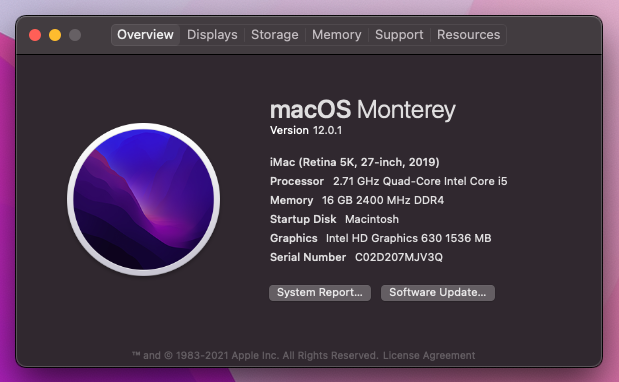 Overview Displays Storage Memory Support Resources
macOS Monterey
Version 12.0.1
iMac (Retina 5K, 27-inch, 2019)
Processor 2.71 GHz Quad-Core Intel Core i5
Memory 16 GB 2400 MHz DDR4
Startup Disk Macintosh
Graphics Intel HD Graphics 630 1536 MB
Serial Number C02D207MJV3Q
System Report... Software Update...
™ and © 1983-2021 Apple Inc. All Rights Reserved. License Agreement